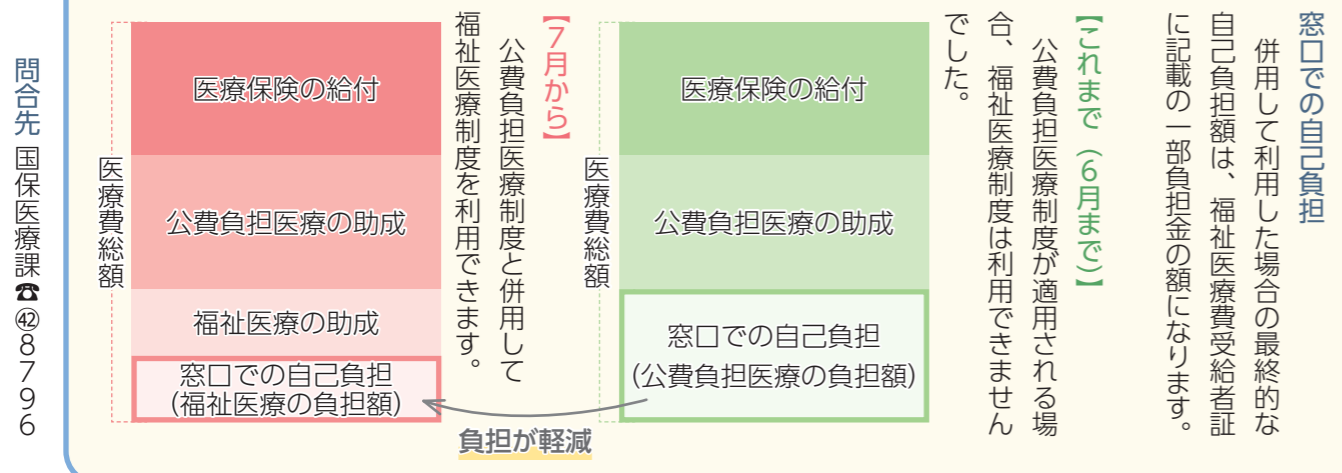 窓口での自己負担
併用して利用した場合の最終的な
自己負担額は、福祉医療費受給者証
に記載の一部負担金の額になります。
【これまで（6月まで）】
公費負担医療制度が適用される場
合、福祉医療制度は利用できません
でした。
医療保険の給付
公費負担医療の助成
窓口での自己負担
（公費負担医療の負担額）
医療費総額
【7月から】
公費負担医療制度と併用して
福祉医療制度を利用できます。
医療保険の給付
公費負担医療の助成
福祉医療の助成
窓口での自己負担
（福祉医療の負担額）
医療費総額
負担が軽減
問合先 国保医療課☎㊷8796